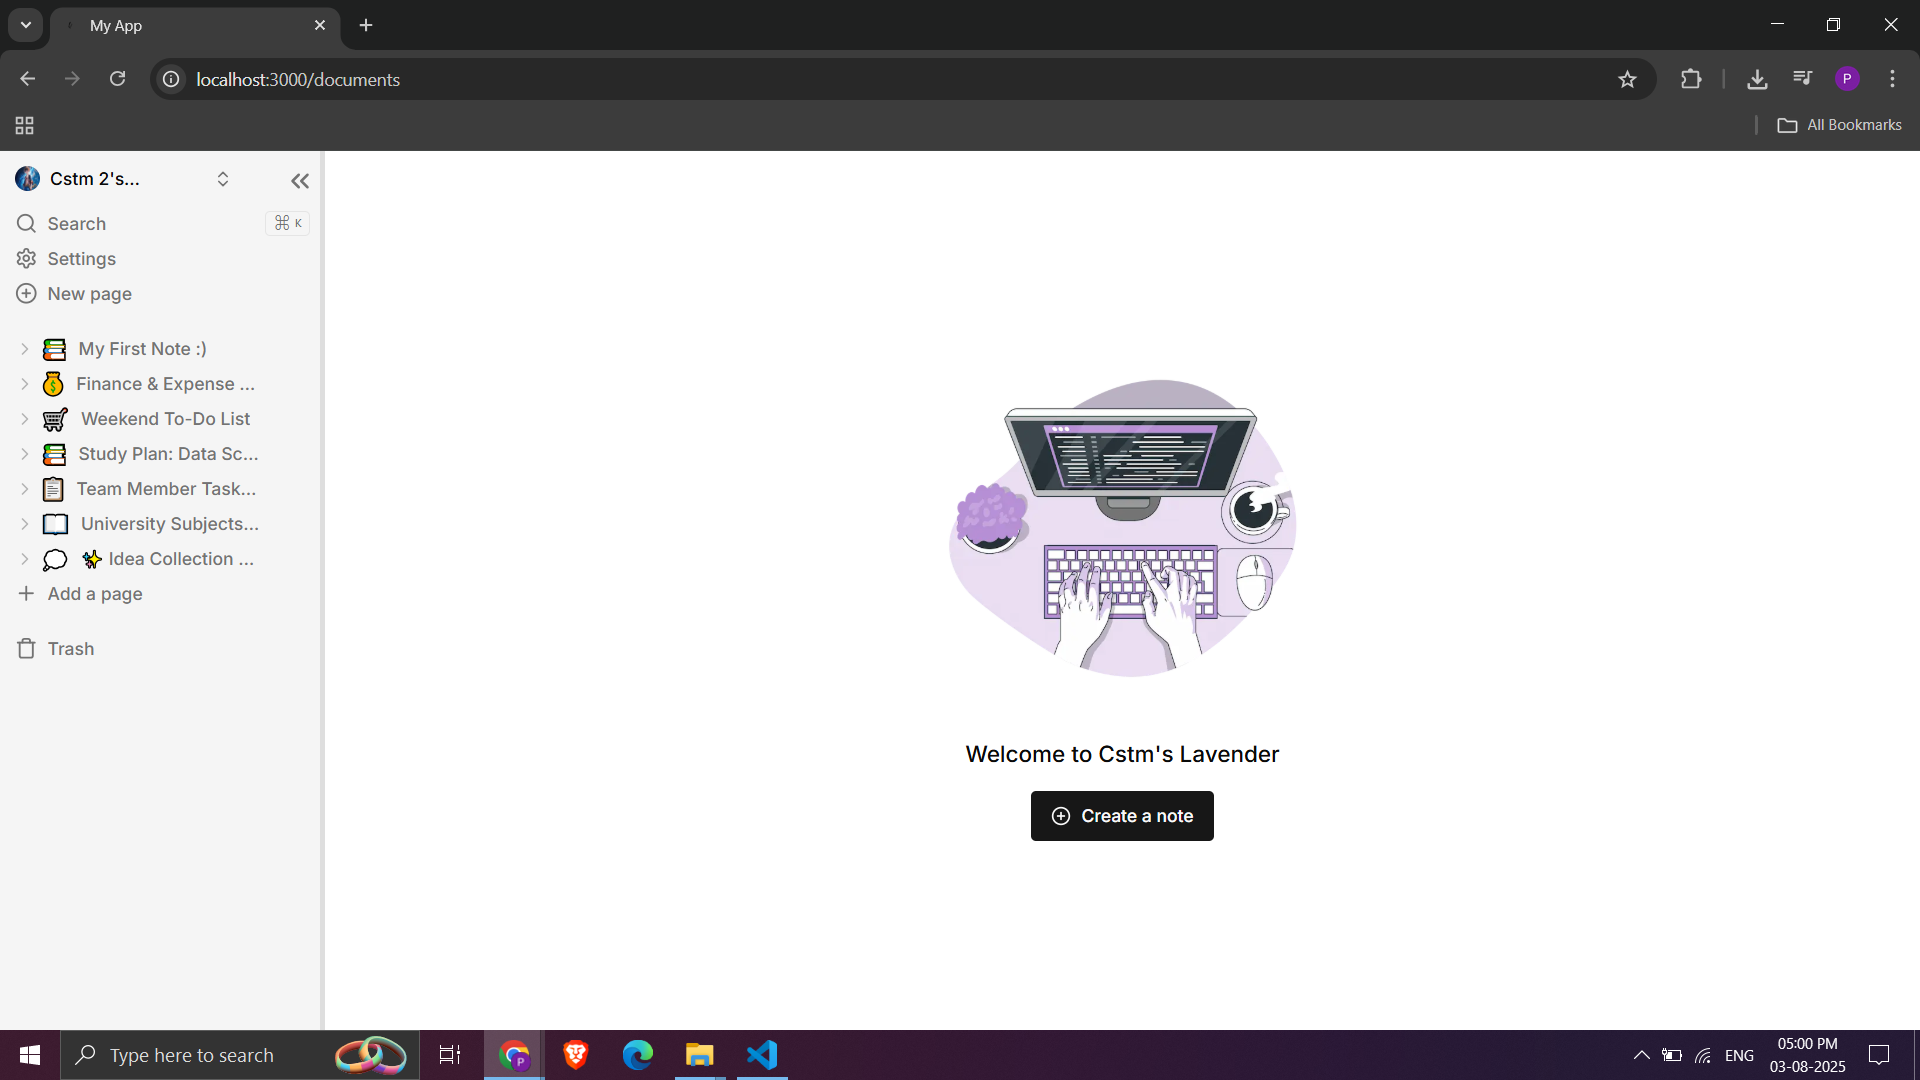 My App
localhost:3000/documents
P
All Bookmarks
Cstm 2's...
Search
⌘ K
Settings
New page
My First Note :)
Finance & Expense ...
Weekend To-Do List
Study Plan: Data Sc...
Team Member Task...
University Subjects...
✨ Idea Collection ...
Add a page
Trash
Welcome to Cstm's Lavender
Create a note
Type here to search
P
ENG
05:00 PM
03-08-2025